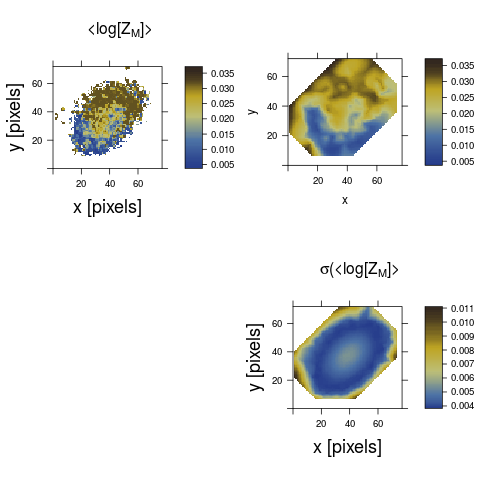 <log[Z_M]>
60
40
20
20 40 60
x [pixels]
y [pixels]
0.035
0.030
0.025
0.020
0.015
0.010
0.005
60
40
20
20 40 60
x
y
0.035
0.030
0.025
0.020
0.015
0.010
0.005
σ(<log[Z_M]>
60
40
20
20 40 60
x [pixels]
y [pixels]
0.011
0.010
0.009
0.008
0.007
0.006
0.005
0.004